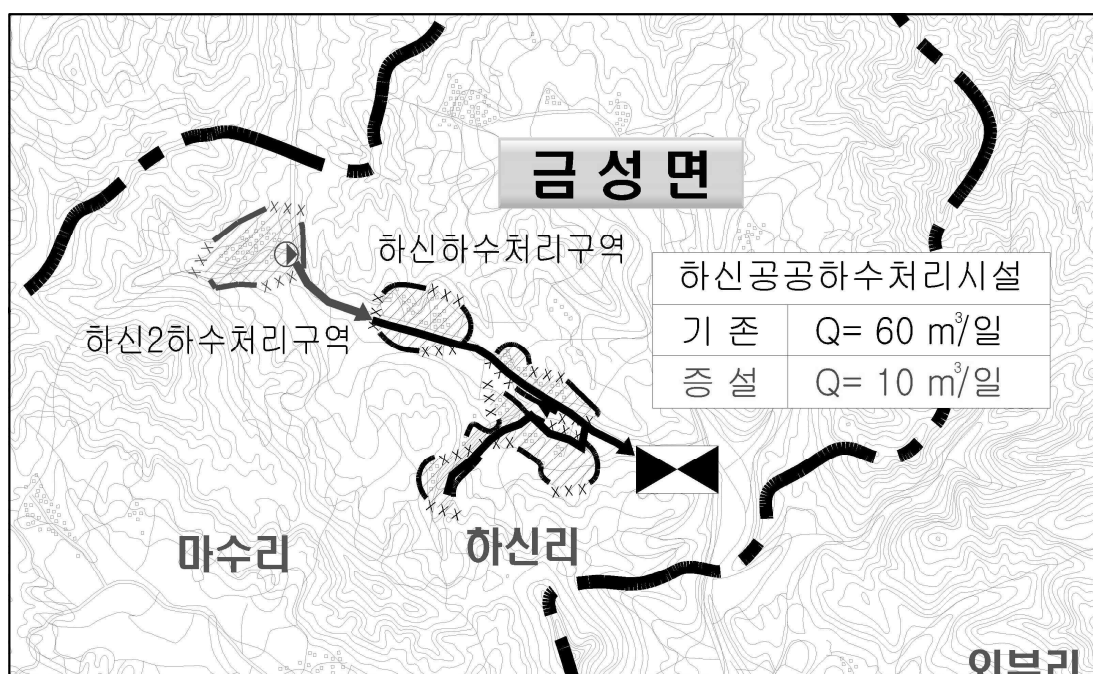 금성면
하신하수처리구역
하신공공하수처리시설
기존 Q= 60 m³/일
증설 Q= 10 m³/일
하신2하수처리구역
마수리
하신리